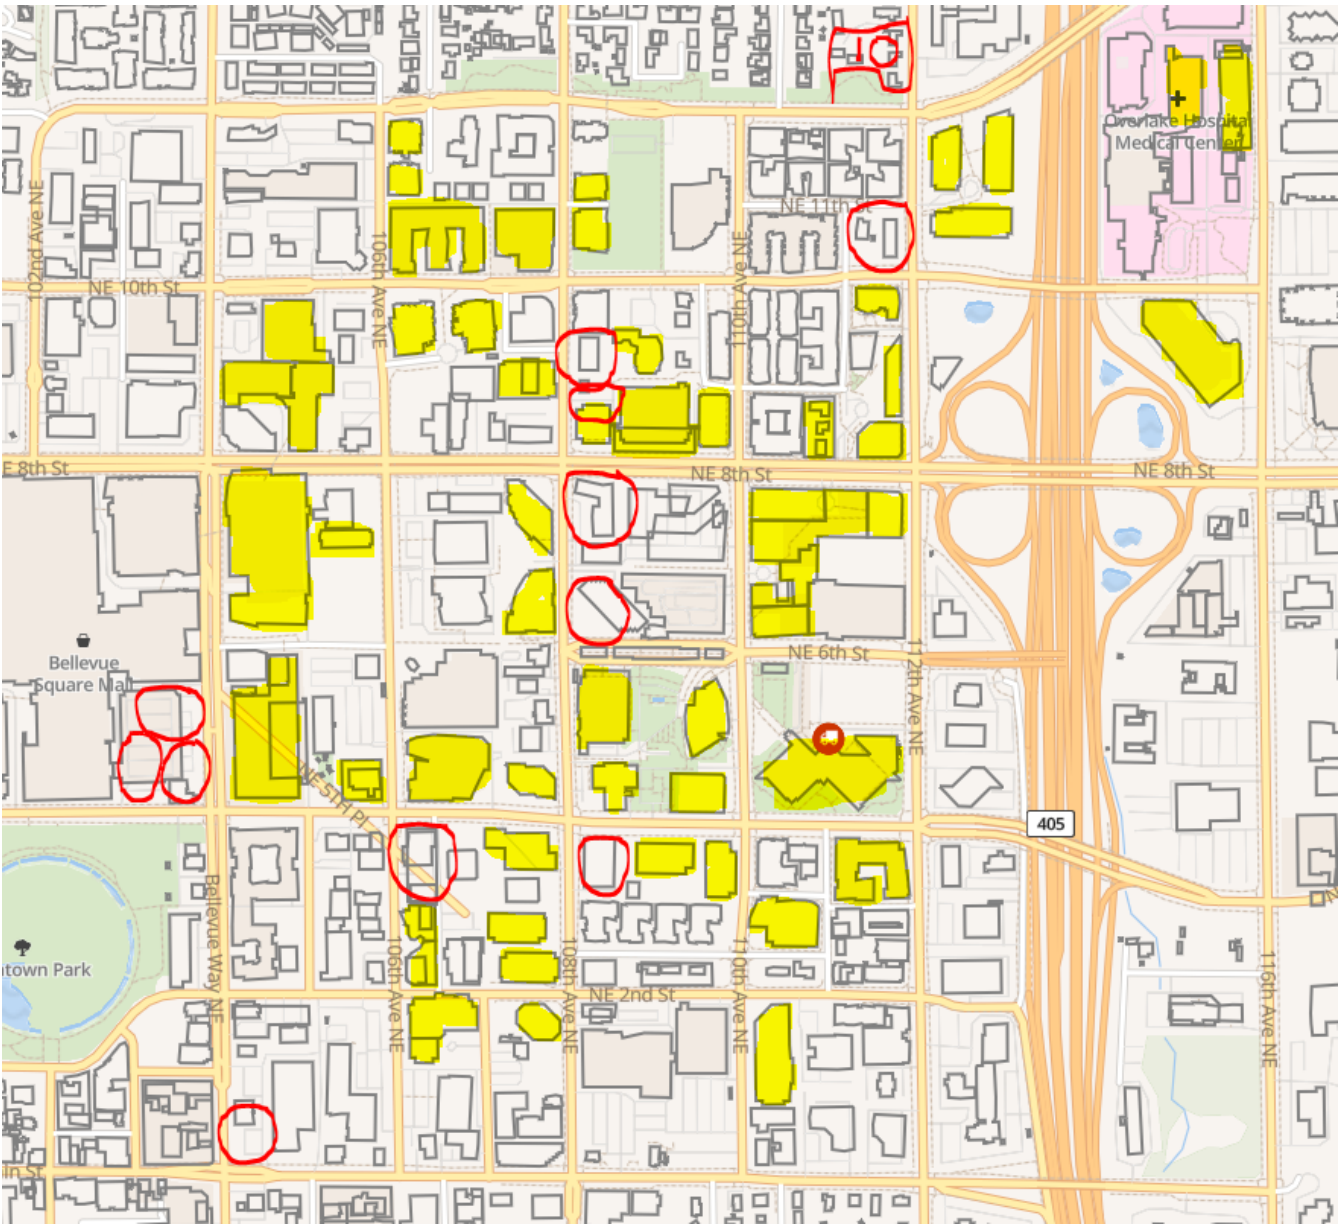 Overlake Hospital
Medical Center
102nd Ave NE
NE 11th St
106th Ave NE
110th Ave NE
NE 10th St
E 8th St
NE 8th St
NE 8th St
Bellevue
Square Mall
NE 6th St
112th Ave NE
NE 5TH Pl
405
Bellevue Way NE
106th Ave NE
108th Ave NE
110th Ave NE
116th Ave NE
ntown Park
NE 2nd St
in St